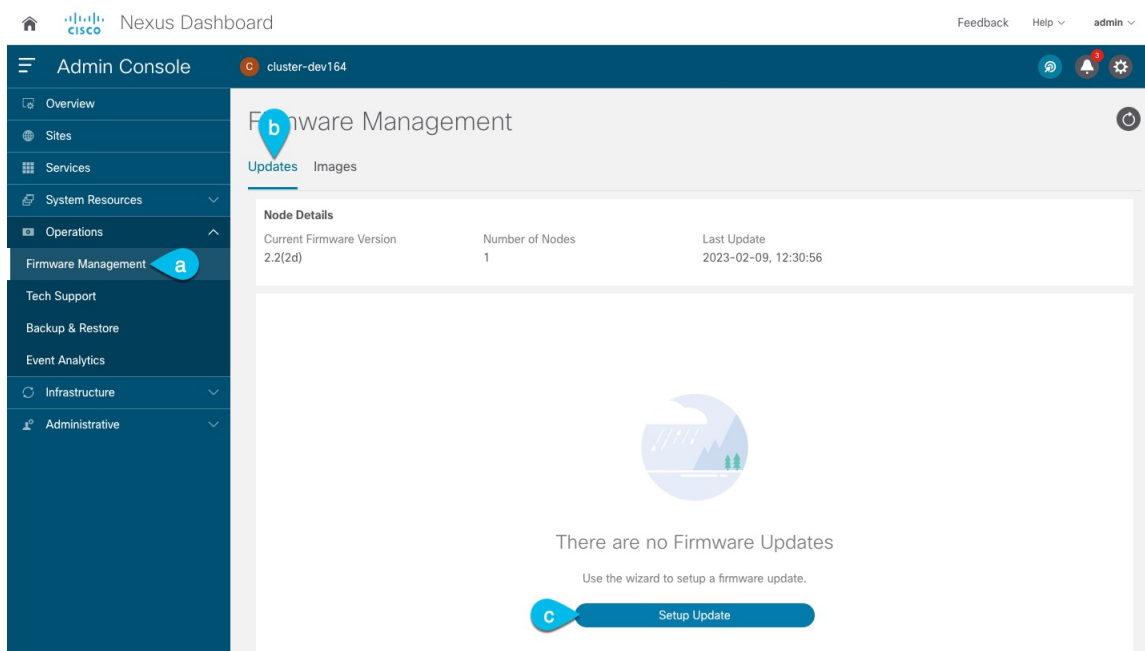 cisco Nexus Dashboard Feedback Help admin
Admin Console C cluster-dev164 3
Overview
Sites
Services
System Resources
Operations
Firmware Management a
Tech Support
Backup & Restore
Event Analytics
Infrastructure
Administrative
Firmware Management
b
Updates Images
Node Details
Current Firmware Version Number of Nodes Last Update
2.2(2d) 1 2023-02-09, 12:30:56
There are no Firmware Updates
Use the wizard to setup a firmware update.
c Setup Update